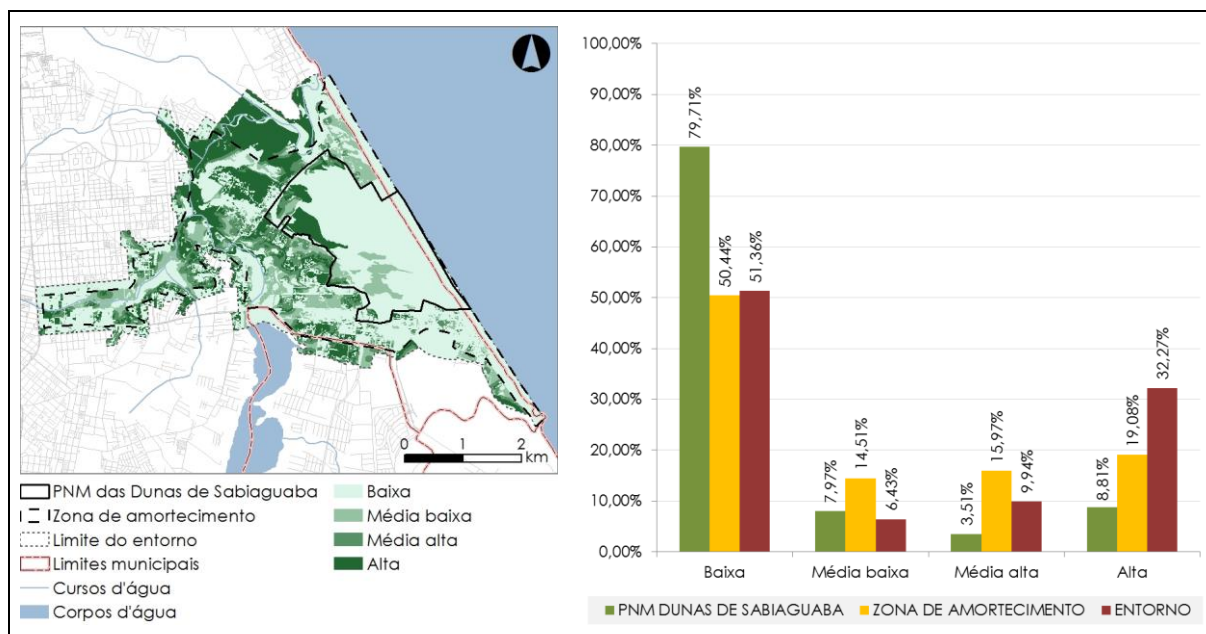 0 1 2
km
PNM das Dunas de Sabiaguaba
Zona de amortecimento
Limite do entorno
Limites municipais
Cursos d'água
Corpos d'água
Baixa
Média baixa
Média alta
Alta
100,00%
90,00%
80,00%
70,00%
60,00%
50,00%
40,00%
30,00%
20,00%
10,00%
0,00%
79,71%
50,44%
51,36%
7,97%
14,51%
6,43%
3,51%
15,97%
9,94%
8,81%
19,08%
32,27%
Baixa Média baixa Média alta Alta
PNM DUNAS DE SABIAGUABA ZONA DE AMORTECIMENTO ENTORNO